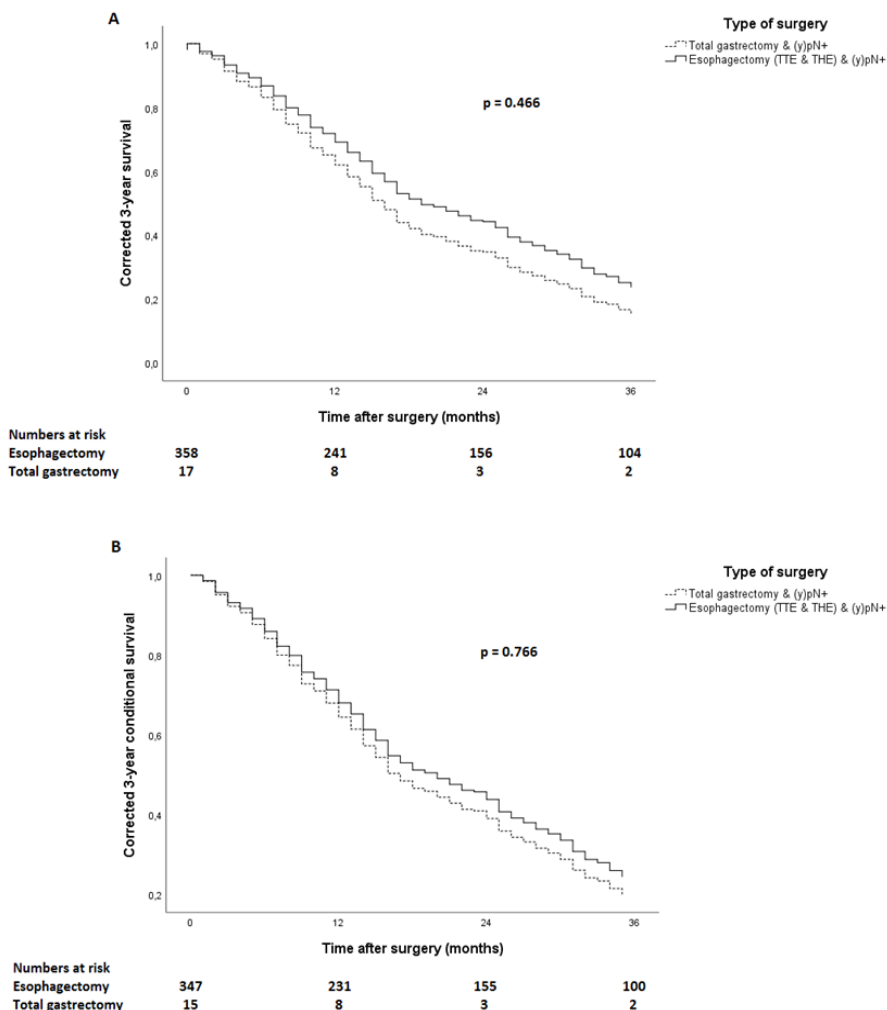 A
Type of surgery
Total gastrectomy & (y)pN+
Esophagectomy (TTE & THE) & (y)pN+
p = 0.466
Corrected 3-year survival
1,0
0,8
0,6
0,4
0,2
0,0
0 12 24 36
Time after surgery (months)
Numbers at risk
Esophagectomy 358 241 156 104
Total gastrectomy 17 8 3 2
B
Type of surgery
Total gastrectomy & (y)pN+
Esophagectomy (TTE & THE) & (y)pN+
p = 0.766
Corrected 3-year conditional survival
1,0
0,8
0,6
0,4
0,2
0 12 24 36
Time after surgery (months)
Numbers at risk
Esophagectomy 347 231 155 100
Total gastrectomy 15 8 3 2